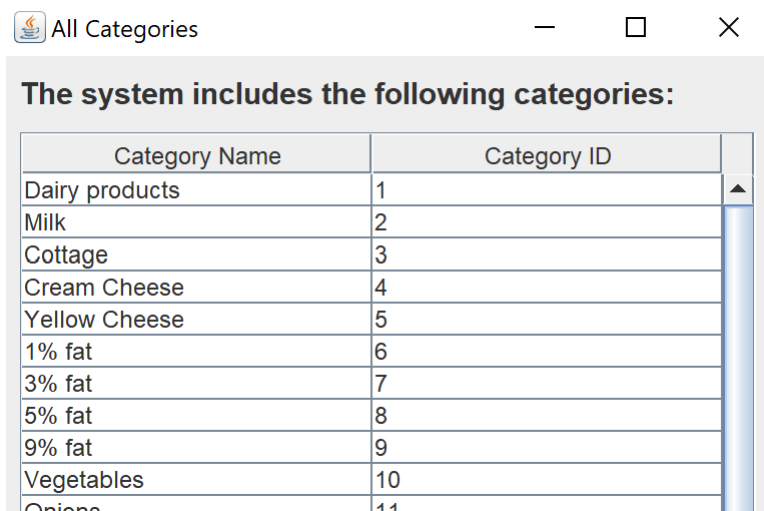 All Categories
The system includes the following categories:
Category Name Category ID
Dairy products 1
Milk 2
Cottage 3
Cream Cheese 4
Yellow Cheese 5
1% fat 6
3% fat 7
5% fat 8
9% fat 9
Vegetables 10
Onions 11